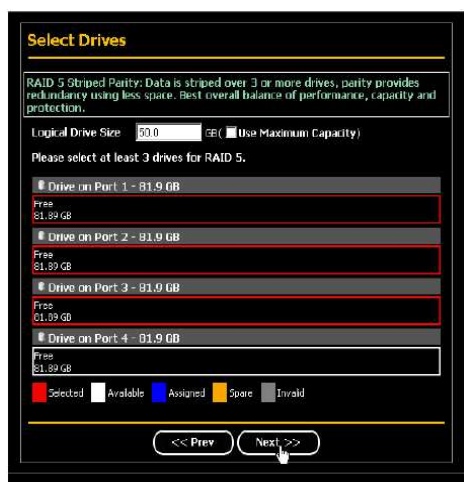 Select Drives
RAID 5 Striped Parity: Data is striped over 3 or more drives, parity provides
redundancy using less space. Best overall balance of performance, capacity and
protection.
Logical Drive Size 50.0 GB( Use Maximum Capacity)
Please select at least 3 drives for RAID 5.
Drive on Port 1 - 81.9 GB
Free
81.89 GB
Drive on Port 2 - 81.9 GB
Free
81.89 GB
Drive on Port 3 - 81.9 GB
Free
81.89 GB
Drive on Port 4 - 81.9 GB
Free
81.89 GB
Selected Available Assigned Spare Invalid
<< Prev Next >>